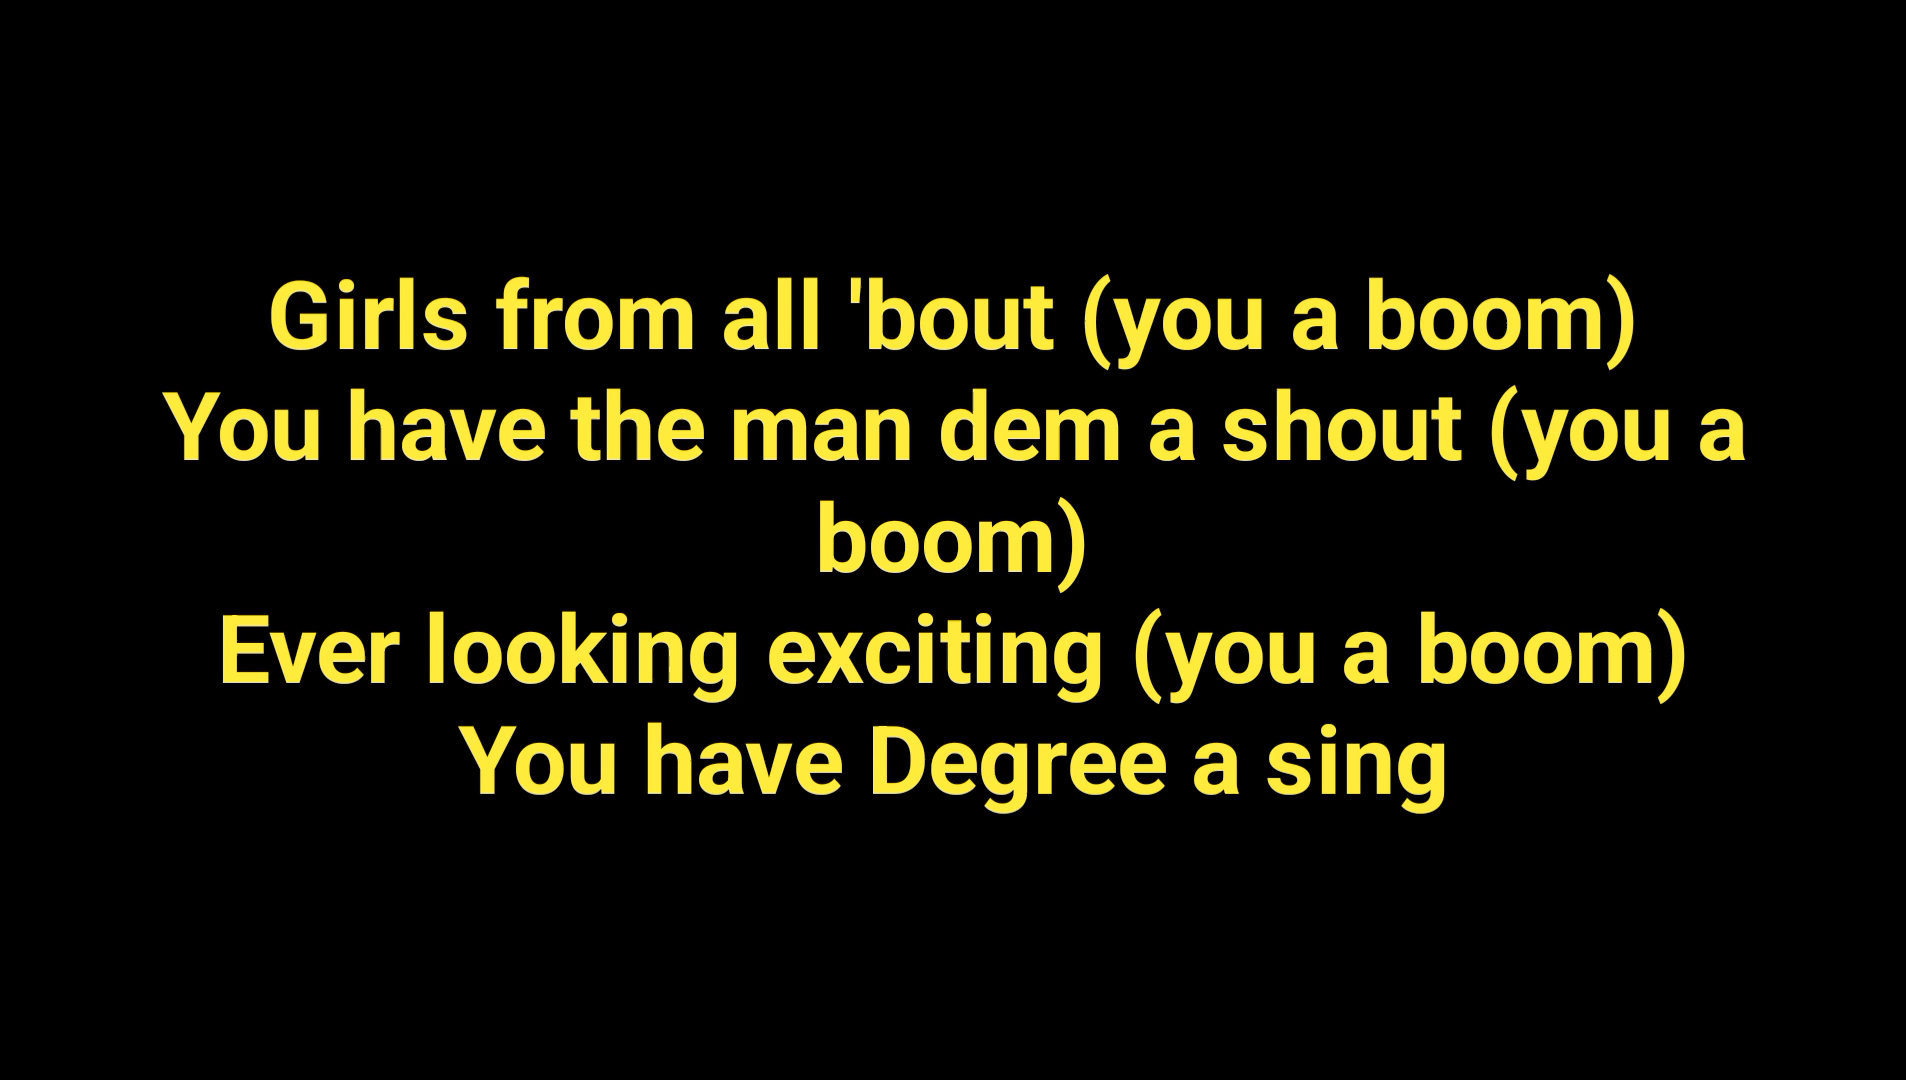 Girls from all 'bout (you a boom)
You have the man dem a shout (you a
boom)
Ever looking exciting (you a boom)
You have Degree a sing